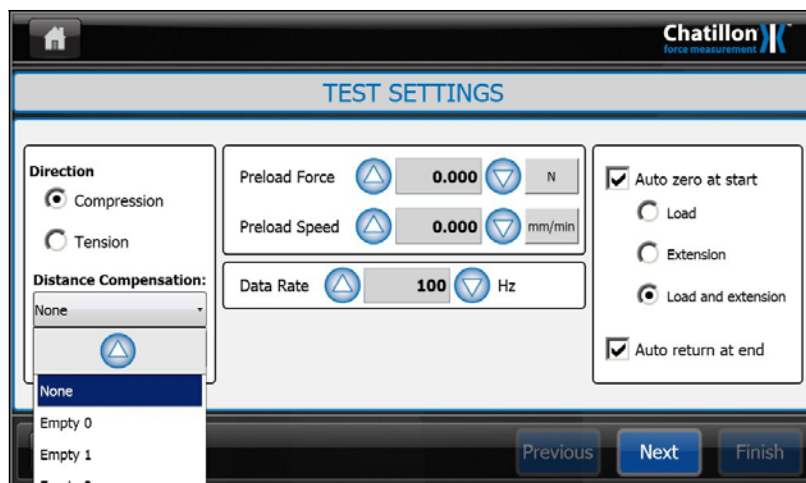 Chatillon
force measurement
TEST SETTINGS
Direction
Compression
Tension
Distance Compensation:
None
None
Empty 0
Empty 1
Preload Force 0.000 N
Preload Speed 0.000 mm/min
Data Rate 100 Hz
Auto zero at start
Load
Extension
Load and extension
Auto return at end
Previous Next Finish